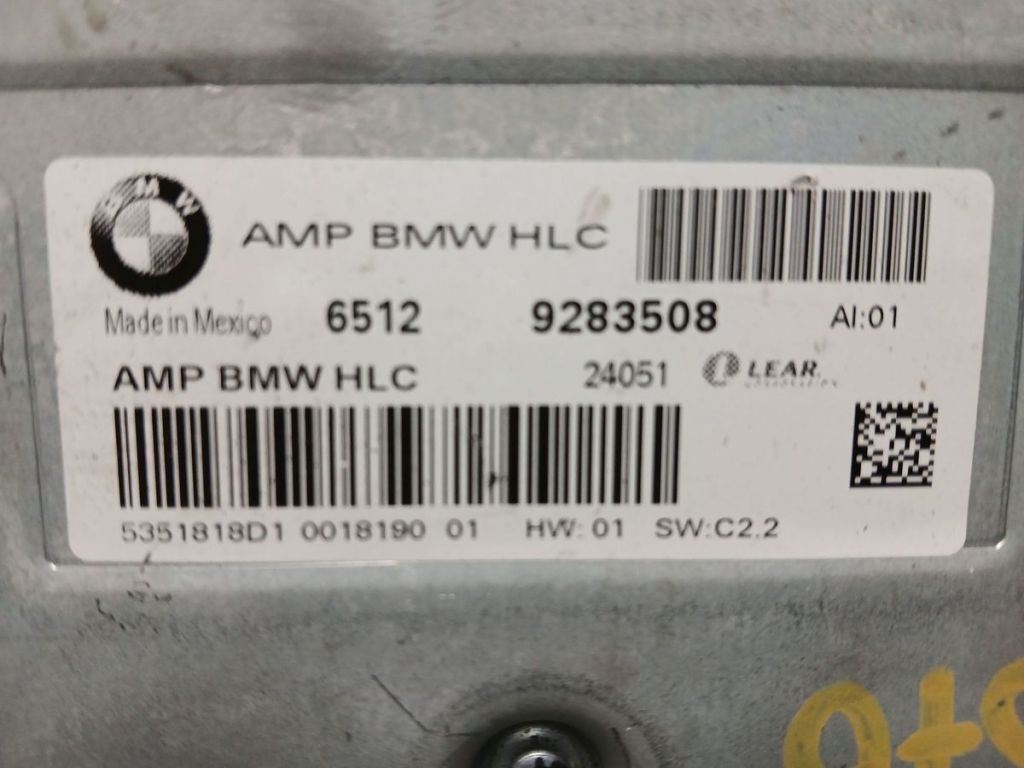 BMW
AMP BMW HLC
Made in Mexico 6512 9283508 AI:01
AMP BMW HLC 24051 LEAR.
CORPORATION
5351818D1 0018190 01 HW: 01 SW:C2.2